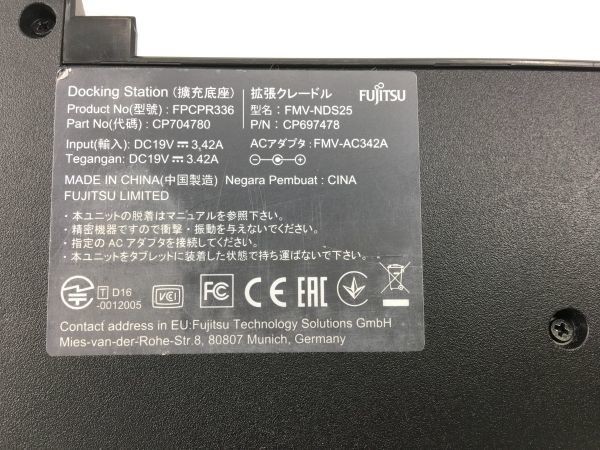 Docking Station (擴充底座)
Product No(型號) : FPCPR336
Part No(代碼) : CP704780
拡張クレードル
型名 : FMV-NDS25
P/N : CP697478
FUJITSU
Input(輸入): DC19V ⎓ 3,42A
Tegangan: DC19V ⎓ 3.42A
ACアダプタ : FMV-AC342A
MADE IN CHINA(中国製造) Negara Pembuat : CINA
FUJITSU LIMITED
・本ユニットの脱着はマニュアルを参照下さい。
・精密機器ですので衝撃・振動を与えないでください。
・指定の AC アダプタを接続してください。
・本ユニットをタブレットに装着した状態で持ち運ばないで下さい。
T D16
-0012005
VCI
FC
CE
EAC
Contact address in EU:Fujitsu Technology Solutions GmbH
Mies-van-der-Rohe-Str.8, 80807 Munich, Germany